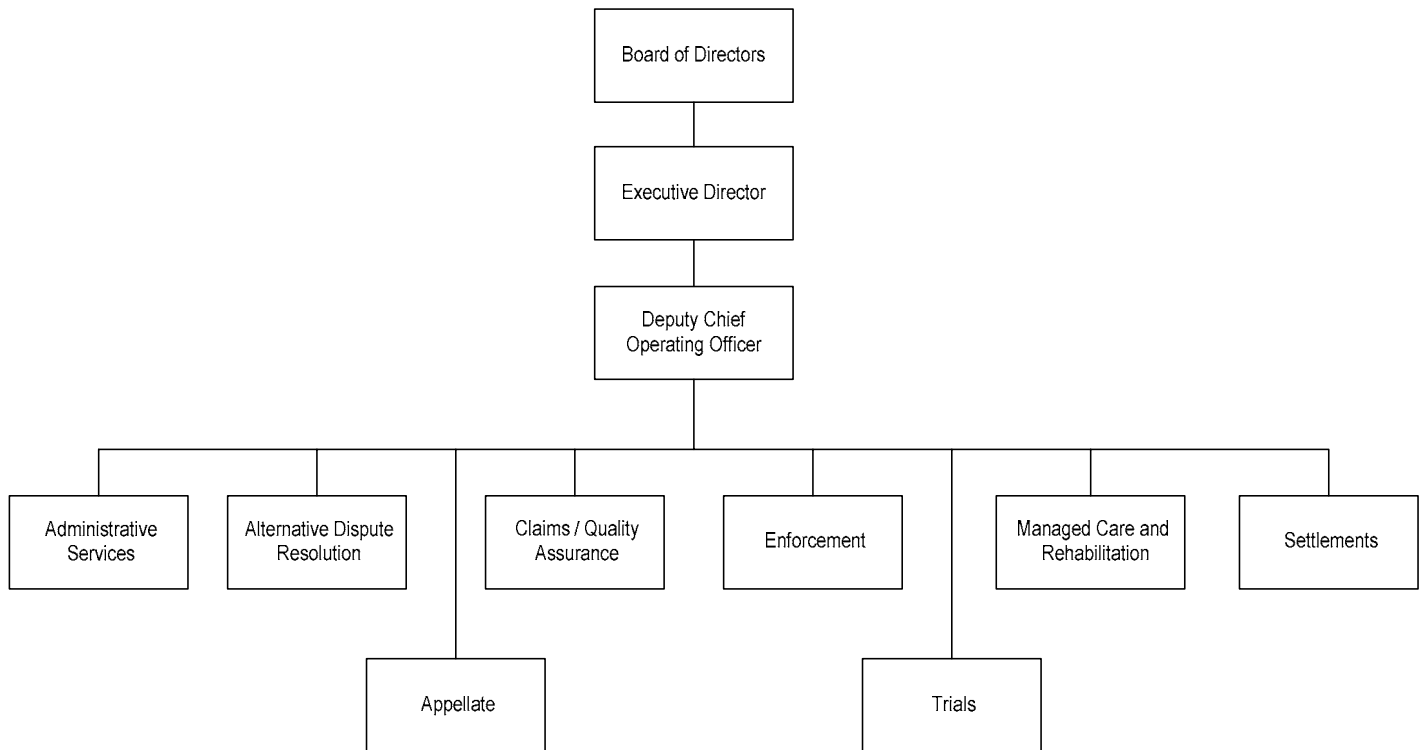 Board of Directors
Executive Director
Deputy Chief
Operating Officer
Administrative
Services
Alternative Dispute
Resolution
Claims / Quality
Assurance
Enforcement
Managed Care and
Rehabilitation
Settlements
Appellate
Trials